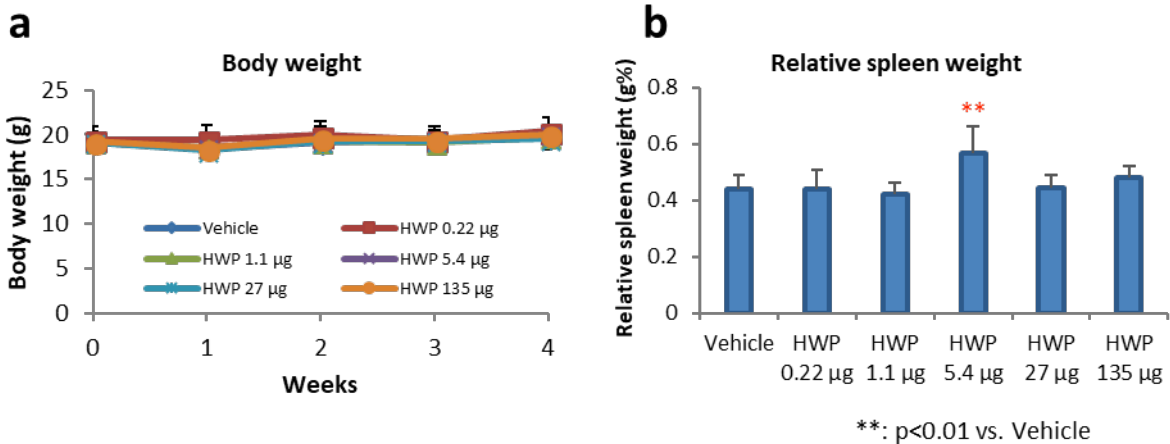 a
Body weight
Body weight (g)
25
20
15
10
5
0
Vehicle
HWP 0.22 µg
HWP 1.1 µg
HWP 5.4 µg
HWP 27 µg
HWP 135 µg
0 1 2 3 4
Weeks
b
Relative spleen weight
Relative spleen weight (g%)
0.8
0.6
0.4
0.2
0
**
Vehicle HWP HWP HWP HWP HWP
0.22 µg 1.1 µg 5.4 µg 27 µg 135 µg
**: p<0.01 vs. Vehicle